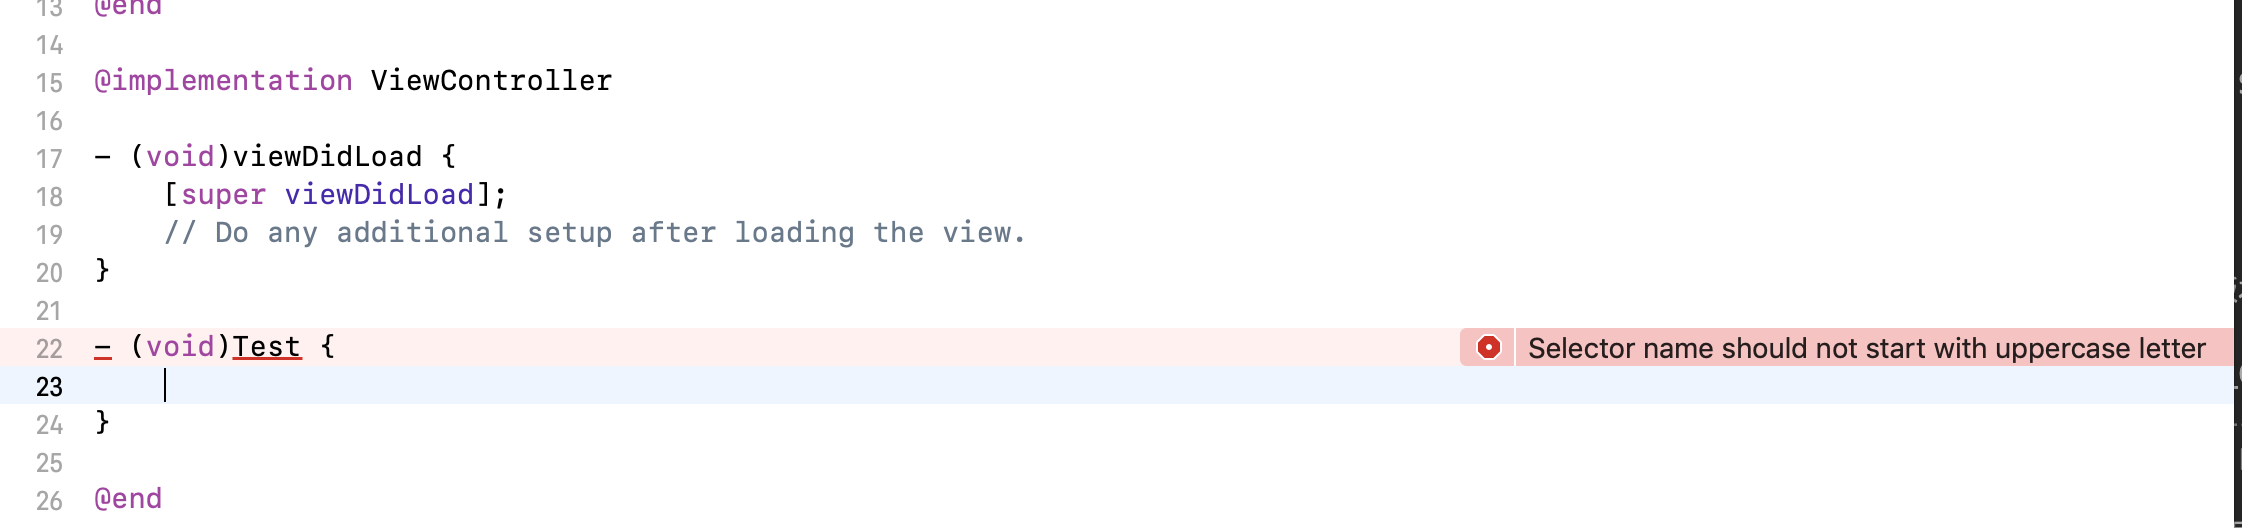 13 @end
14
15 @implementation ViewController
16
17 - (void)viewDidLoad {
18     [super viewDidLoad];
19     // Do any additional setup after loading the view.
20 }
21
22 - (void)Test { Selector name should not start with uppercase letter
23
24 }
25
26 @end